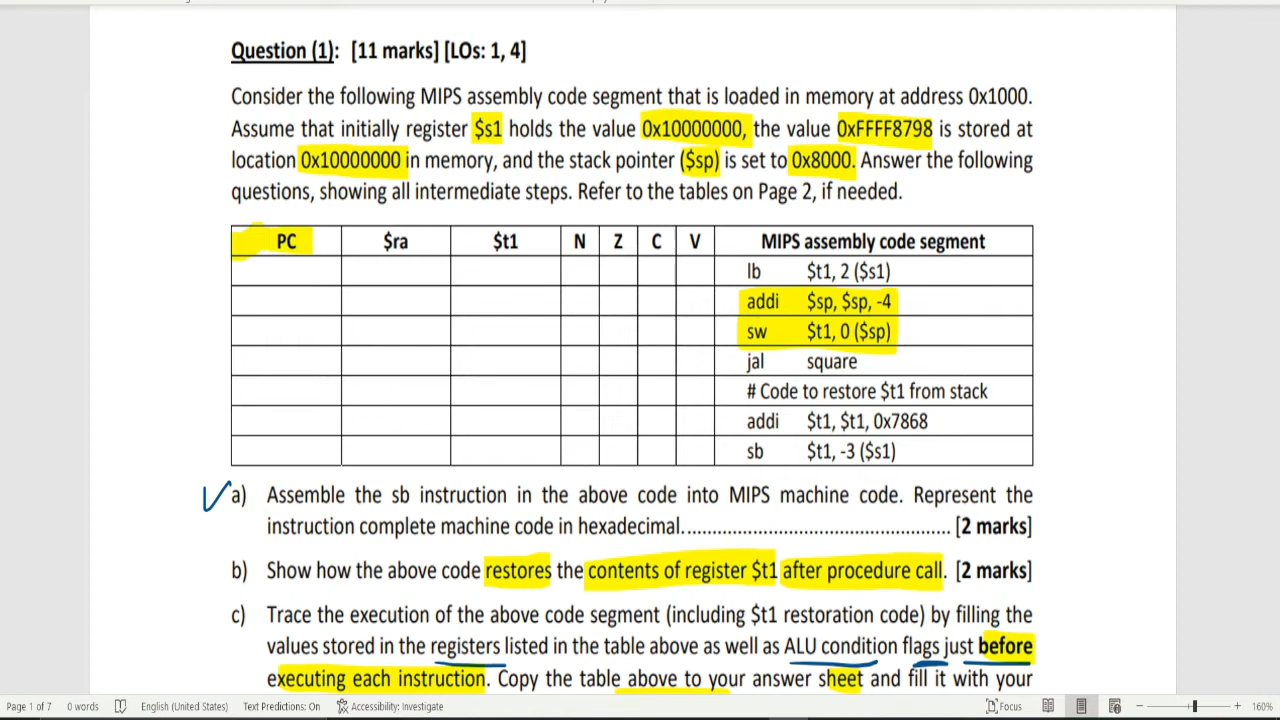 Question (1): [11 marks] [LOs: 1, 4]
Consider the following MIPS assembly code segment that is loaded in memory at address 0x1000.
Assume that initially register $s1 holds the value 0x10000000, the value 0xFFFF8798 is stored at
location 0x10000000 in memory, and the stack pointer ($sp) is set to 0x8000. Answer the following
questions, showing all intermediate steps. Refer to the tables on Page 2, if needed.
PC $ra $t1 N Z C V MIPS assembly code segment
lb $t1, 2 ($s1)
addi $sp, $sp, -4
sw $t1, 0 ($sp)
jal square
# Code to restore $t1 from stack
addi $t1, $t1, 0x7868
sb $t1, -3 ($s1)
a) Assemble the sb instruction in the above code into MIPS machine code. Represent the
instruction complete machine code in hexadecimal.................................................... [2 marks]
b) Show how the above code restores the contents of register $t1 after procedure call. [2 marks]
c) Trace the execution of the above code segment (including $t1 restoration code) by filling the
values stored in the registers listed in the table above as well as ALU condition flags just before
executing each instruction. Copy the table above to your answer sheet and fill it with your
Page 1 of 7 0 words English (United States) Text Predictions: On Accessibility: Investigate Focus 160%